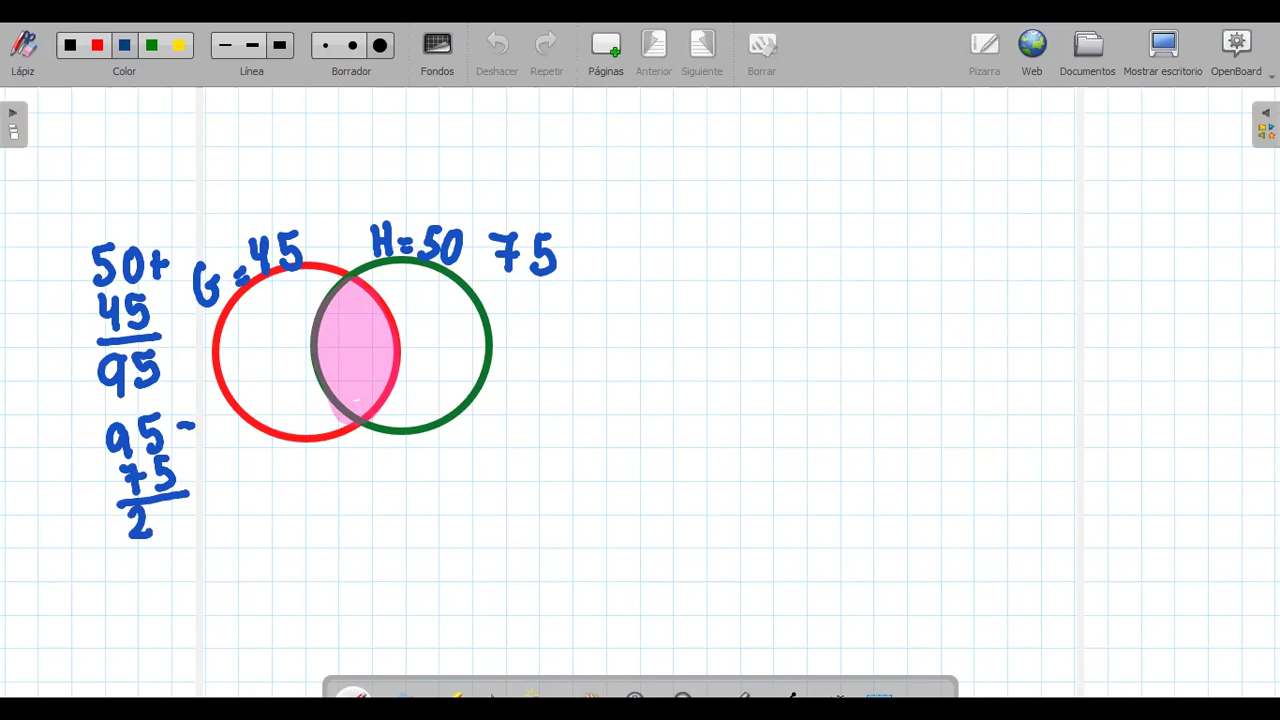 Lápiz
Color
Línea
Borrador
Fondos
Deshacer
Repetir
Páginas
Anterior
Siguiente
Borrar
Pizarra
Web
Documentos
Mostrar escritorio
OpenBoard
50+
45
95
95-
75
2
G=45
H=50
75